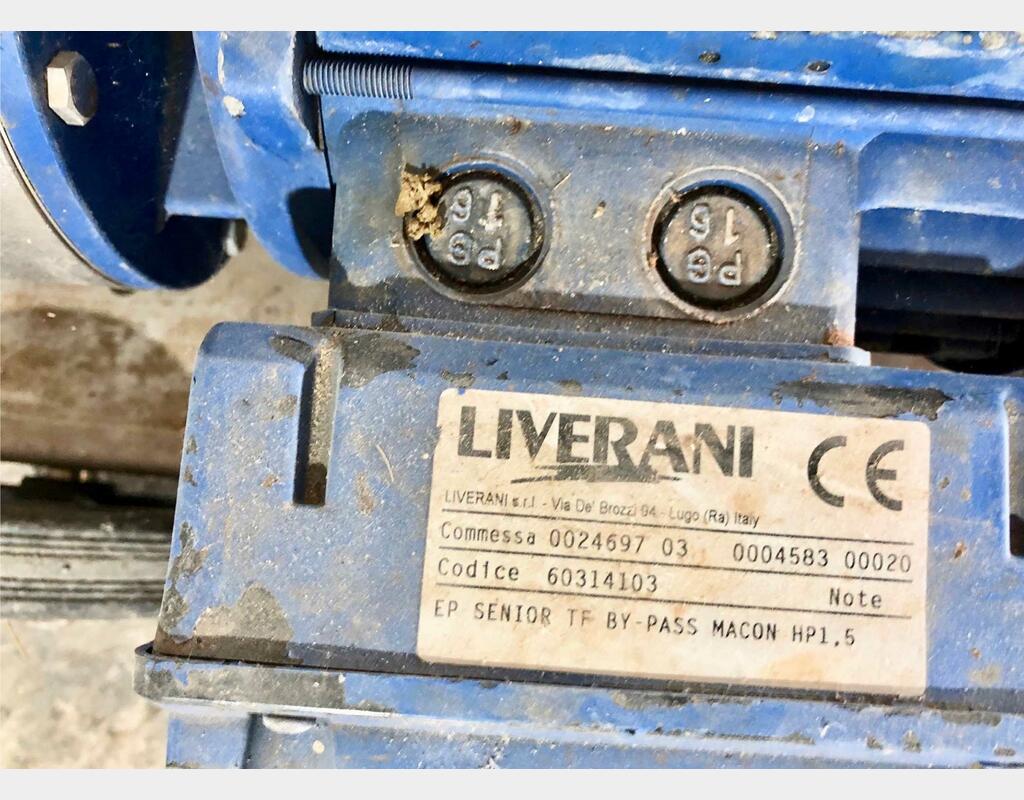 16
PG
16
PG
LIVERANI
CE
LIVERANI s.r.l - Via De' Brozzi 94 - Lugo (Ra) Italy
Commessa 0024697 03 0004583 00020
Codice 60314103 Note
EP SENIOR TF BY-PASS MACON HP1,5